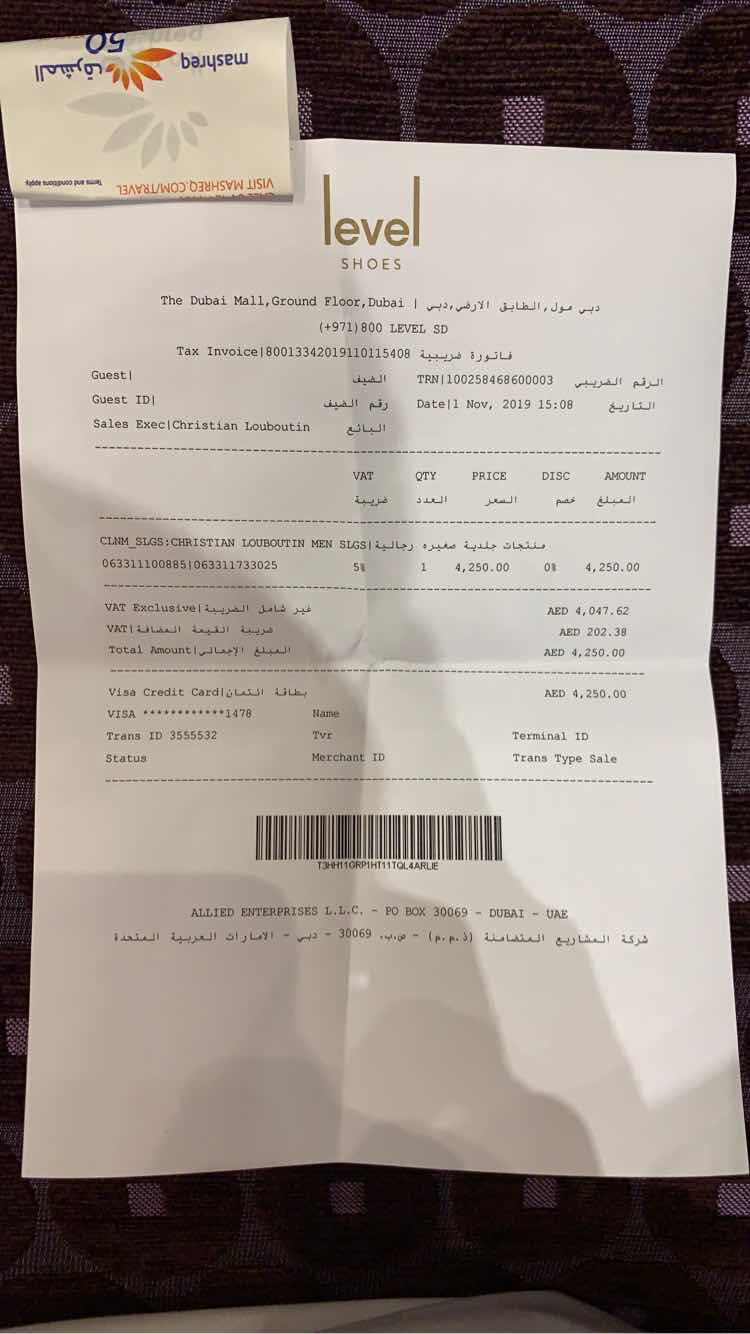 50
mashreq المشرق
VISIT MASHREQ.COM/TRAVEL
Terms and conditions apply.
level
SHOES
The Dubai Mall,Ground Floor,Dubai | دبي مول,الطابق الارضي,دبي
(+971)800 LEVEL SD
Tax Invoice|80013342019110115408 فاتورة ضريبية
Guest| الضيف TRN|100258468600003 الرقم الضريبي
Guest ID| رقم الضيف Date|1 Nov, 2019 15:08 التاريخ
Sales Exec|Christian Louboutin البائع
VAT QTY PRICE DISC AMOUNT
ضريبة العدد السعر خصم المبلغ
CLNM_SLGS:CHRISTIAN LOUBOUTIN MEN SLGS|منتجات جلدية صغيره رجالية
063311100885|063311733025 5% 1 4,250.00 0% 4,250.00
VAT Exclusive|غير شامل الضريبة AED 4,047.62
VAT|ضريبة القيمة المضافة AED 202.38
Total Amount|المبلغ الإجمالي AED 4,250.00
Visa Credit Card|بطاقة ائتمان AED 4,250.00
VISA ************1478 Name
Trans ID 3555532 Tvr Terminal ID
Status Merchant ID Trans Type Sale
T3HH11GRP1HT11TQL4ARLIE
ALLIED ENTERPRISES L.L.C. - PO BOX 30069 - DUBAI - UAE
شركة المشاريع المتضامنة (ذ.م.م) - ص.ب. 30069 - دبي - الامارات العربية المتحدة